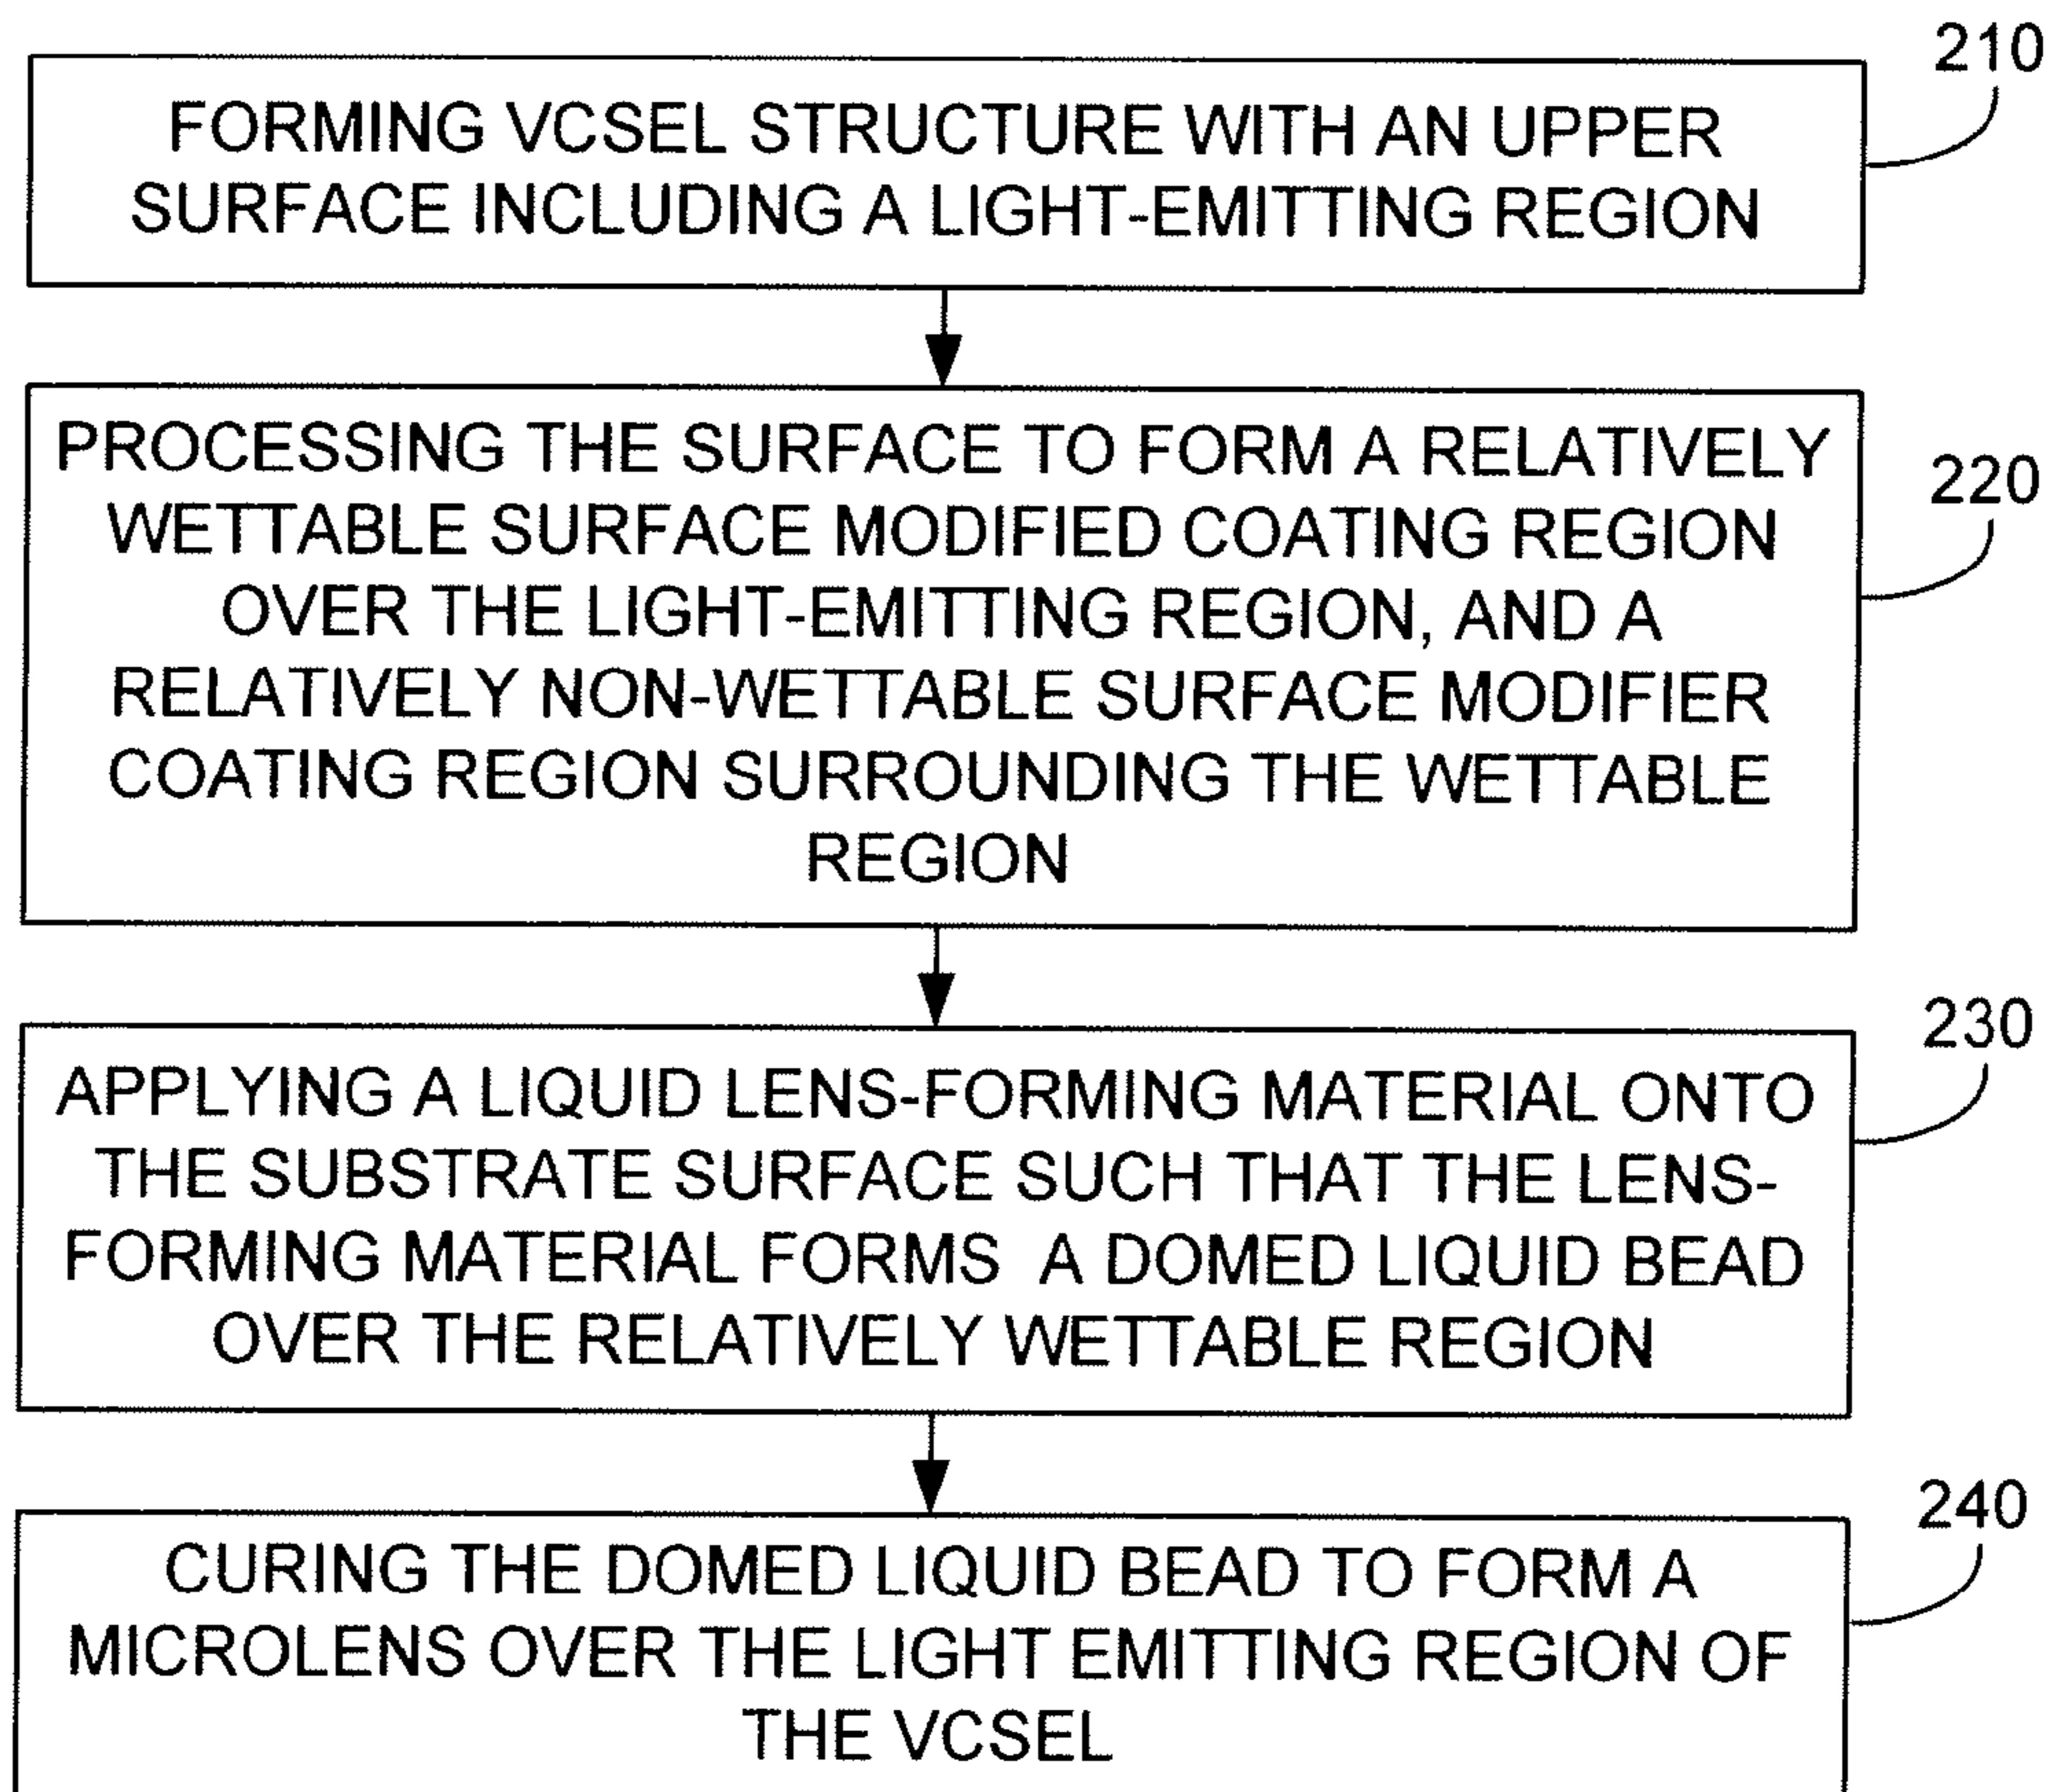 210
FORMING VCSEL STRUCTURE WITH AN UPPER
SURFACE INCLUDING A LIGHT-EMITTING REGION
220
PROCESSING THE SURFACE TO FORM A RELATIVELY
WETTABLE SURFACE MODIFIED COATING REGION
OVER THE LIGHT-EMITTING REGION, AND A
RELATIVELY NON-WETTABLE SURFACE MODIFIER
COATING REGION SURROUNDING THE WETTABLE
REGION
230
APPLYING A LIQUID LENS-FORMING MATERIAL ONTO
THE SUBSTRATE SURFACE SUCH THAT THE LENS-
FORMING MATERIAL FORMS A DOMED LIQUID BEAD
OVER THE RELATIVELY WETTABLE REGION
240
CURING THE DOMED LIQUID BEAD TO FORM A
MICROLENS OVER THE LIGHT EMITTING REGION OF
THE VCSEL